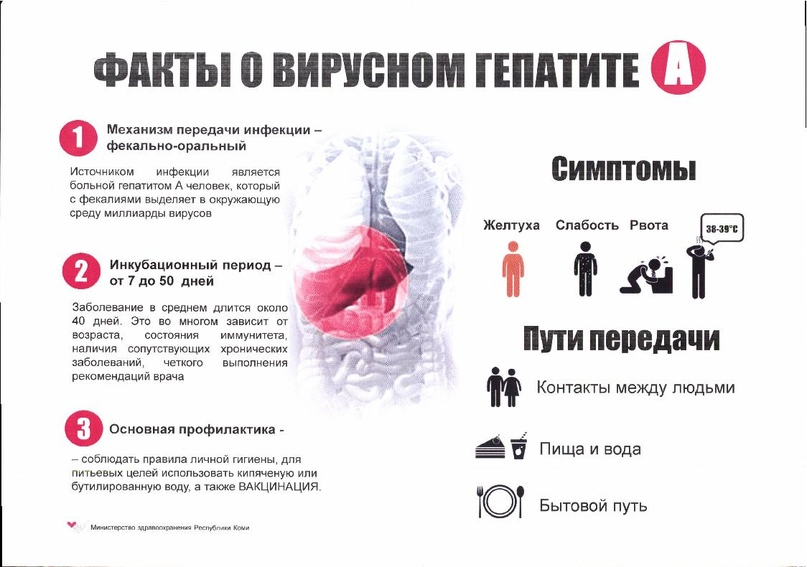 ФАКТЫ О ВИРУСНОМ ГЕПАТИТЕ А
1
Механизм передачи инфекции –
фекально-оральный
Источником инфекции является
больной гепатитом А человек, который
с фекалиями выделяет в окружающую
среду миллиарды вирусов
2
Инкубационный период –
от 7 до 50 дней
Заболевание в среднем длится около
40 дней. Это во многом зависит от
возраста, состояния иммунитета,
наличия сопутствующих хронических
заболеваний, четкого выполнения
рекомендаций врача
3
Основная профилактика -
– соблюдать правила личной гигиены, для
питьевых целей использовать кипяченую или
бутилированную воду, а также ВАКЦИНАЦИЯ.
Министерство здравоохранения Республики Коми
Симптомы
Желтуха Слабость Рвота
38-39°C
Пути передачи
Контакты между людьми
Пища и вода
Бытовой путь